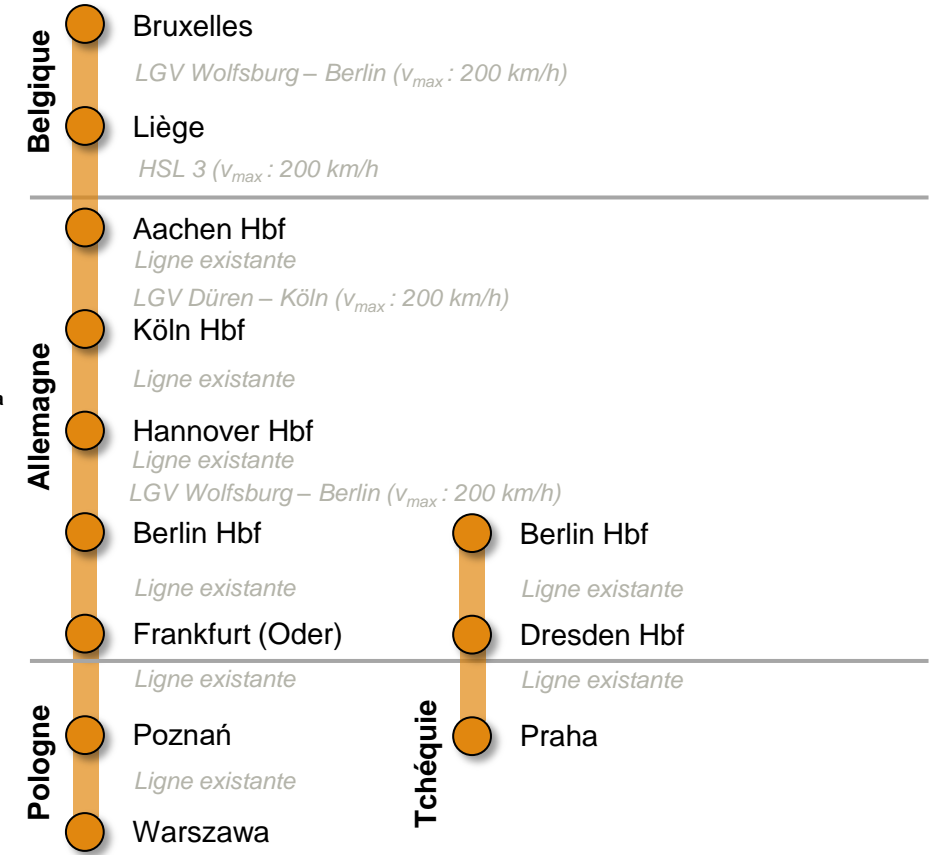 Belgique
Bruxelles
LGV Wolfsburg – Berlin (vmax : 200 km/h)
Liège
HSL 3 (vmax : 200 km/h
Allemagne
Aachen Hbf
Ligne existante
LGV Düren – Köln (vmax : 200 km/h)
Köln Hbf
Ligne existante
Hannover Hbf
Ligne existante
LGV Wolfsburg – Berlin (vmax : 200 km/h)
Berlin Hbf
Ligne existante
Frankfurt (Oder)
Pologne
Ligne existante
Poznań
Ligne existante
Warszawa
Berlin Hbf
Ligne existante
Dresden Hbf
Tchéquie
Ligne existante
Praha